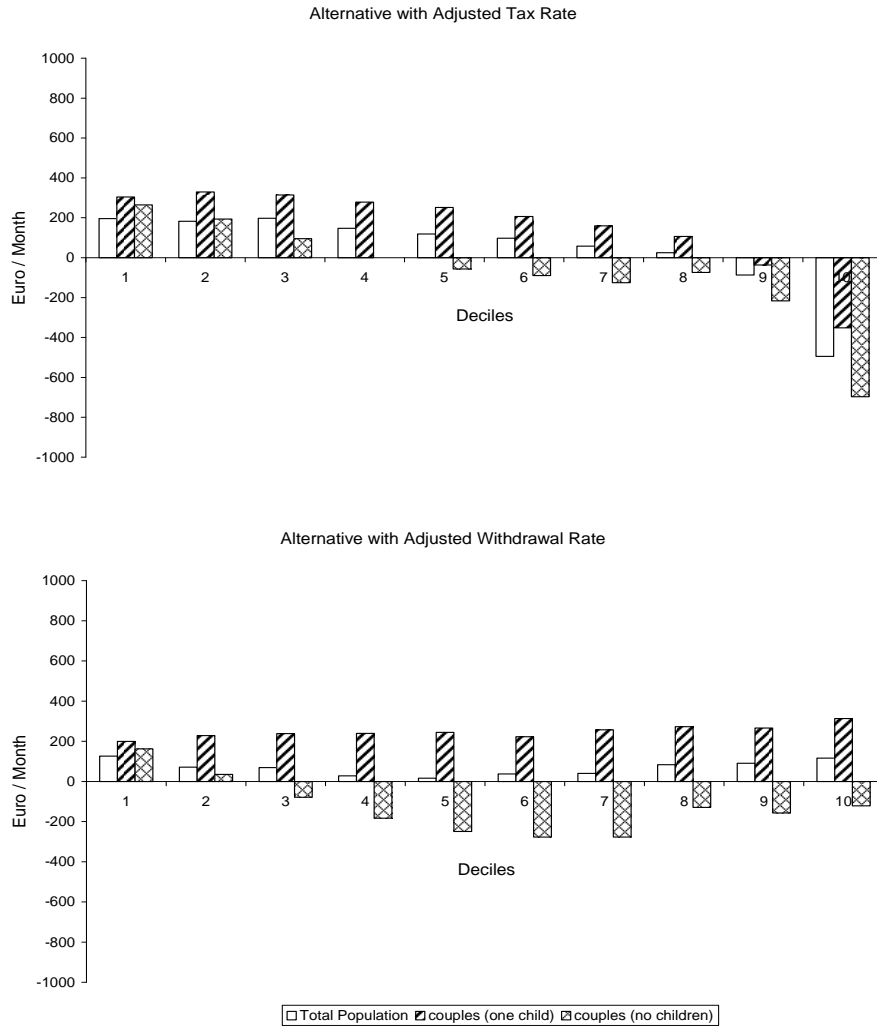 Alternative with Adjusted Tax Rate
1000
800
600
400
200
0
-200
-400
-600
-800
-1000
Euro / Month
1 2 3 4 5 6 7 8 9 10
Deciles
Alternative with Adjusted Withdrawal Rate
1000
800
600
400
200
0
-200
-400
-600
-800
-1000
Euro / Month
1 2 3 4 5 6 7 8 9 10
Deciles
Total Population couples (one child) couples (no children)